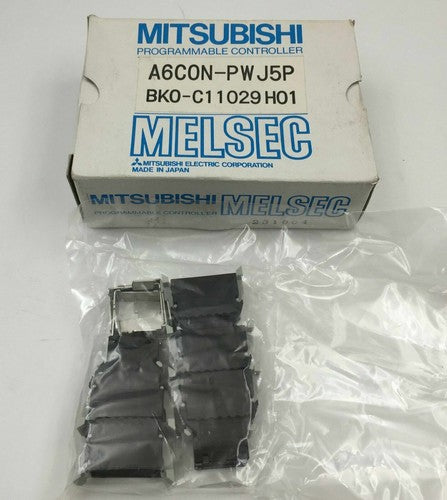 MITSUBISHI
PROGRAMMABLE CONTROLLER
A6CON-PWJ5P
BKO-C11029H01
MELSEC
MITSUBISHI ELECTRIC CORPORATION
MADE IN JAPAN
MITSUBISHI MELSEC
PROGRAMMABLE CONTROLLER